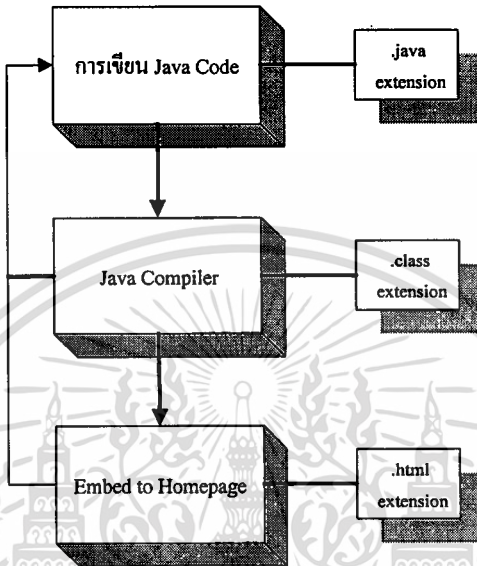 การเขียน Java Code
.java
extension
Java Compiler
.class
extension
Embed to Homepage
.html
extension